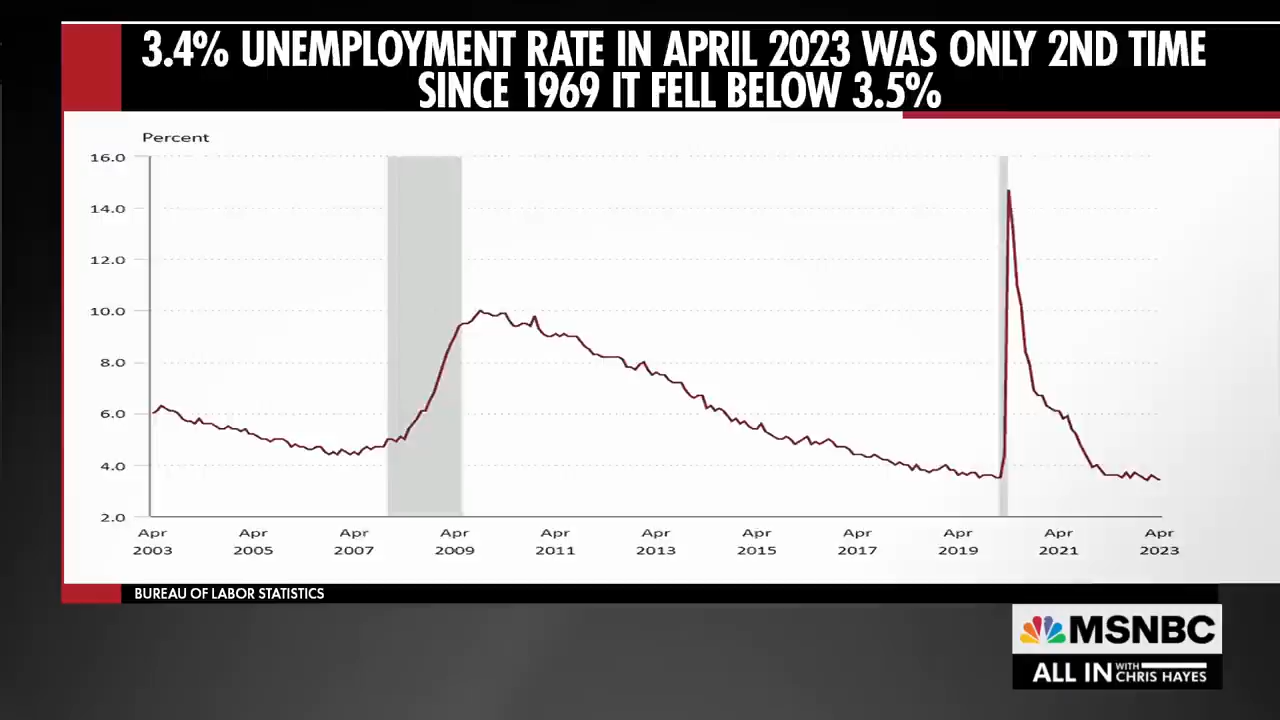 3.4% UNEMPLOYMENT RATE IN APRIL 2023 WAS ONLY 2ND TIME
SINCE 1969 IT FELL BELOW 3.5%
Percent
16.0
14.0
12.0
10.0
8.0
6.0
4.0
2.0
Apr Apr Apr Apr Apr Apr Apr Apr Apr Apr Apr
2003 2005 2007 2009 2011 2013 2015 2017 2019 2021 2023
BUREAU OF LABOR STATISTICS
MSNBC
ALL IN WITH CHRIS HAYES